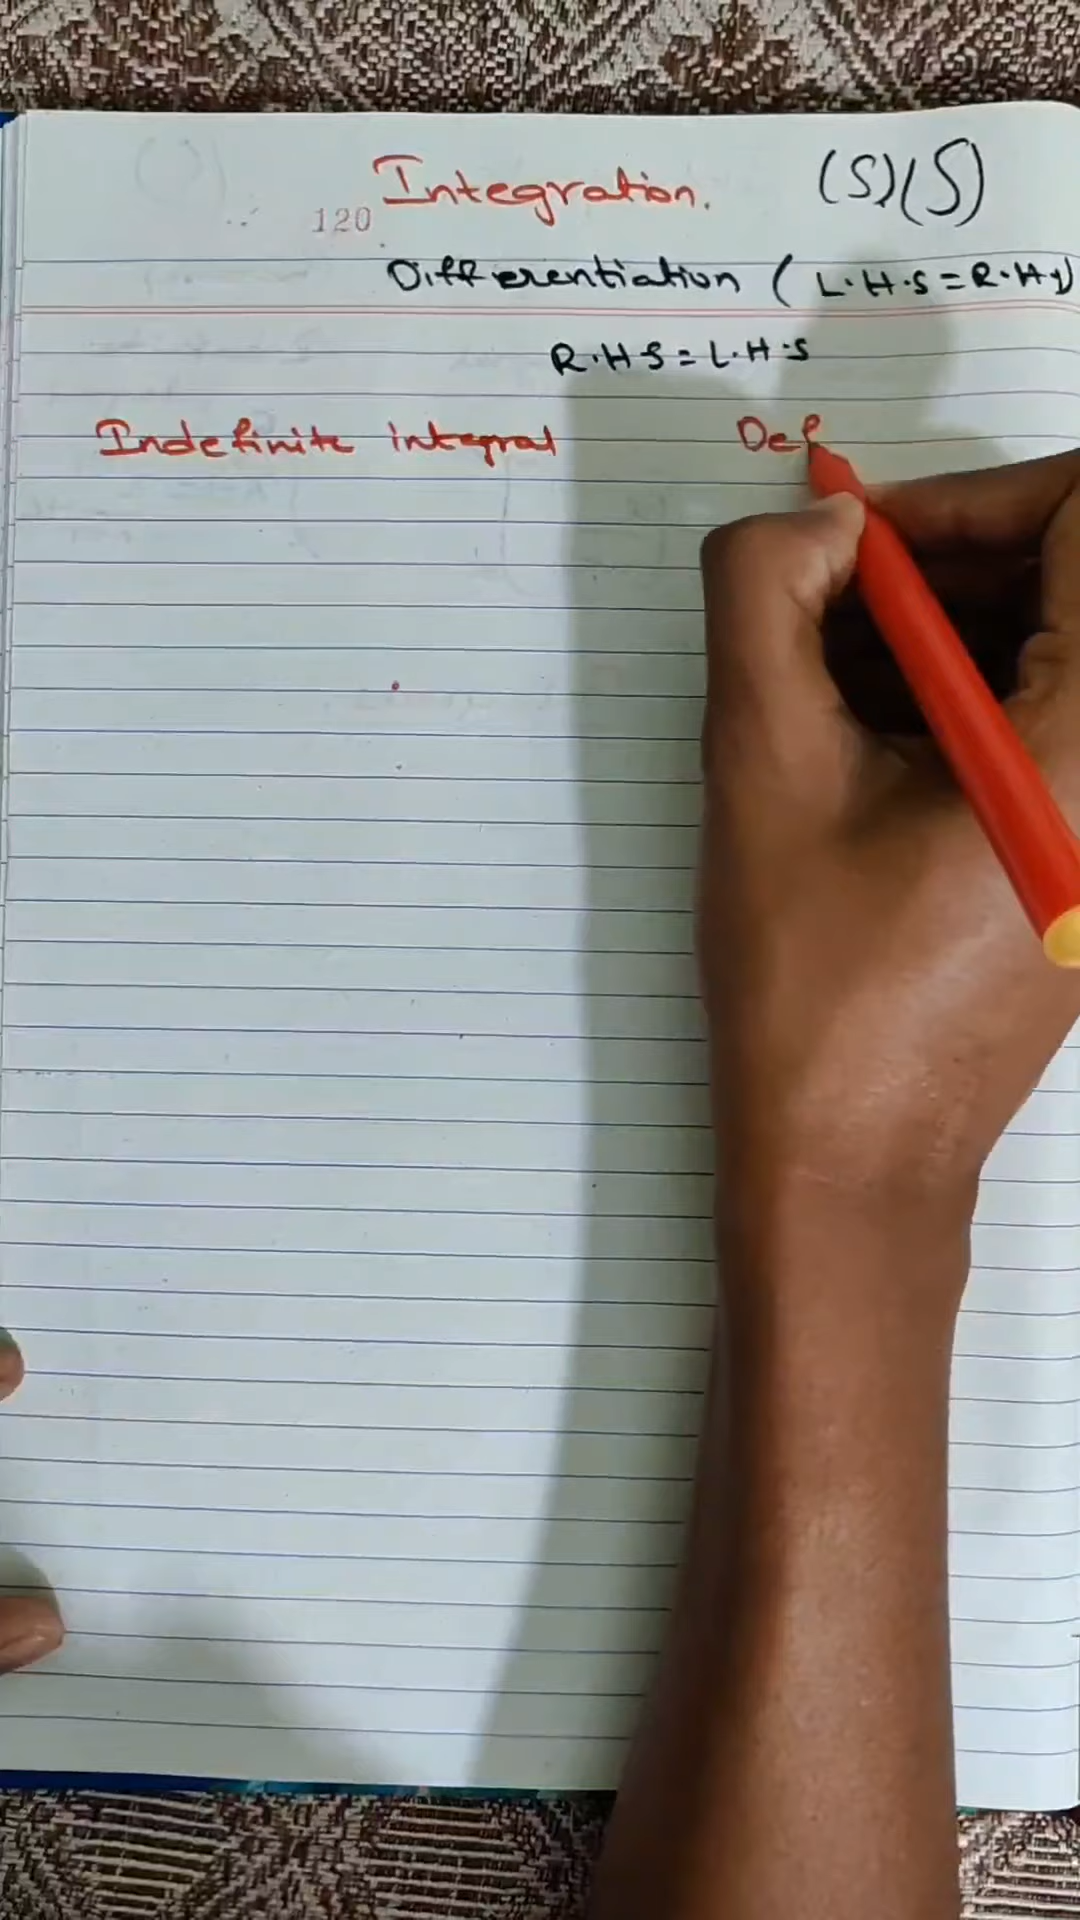 Integration. (S)(S)
120
Differentiation ( L.H.S=R.H.S)
R.H.S=L.H.S
Indefinite integral Def